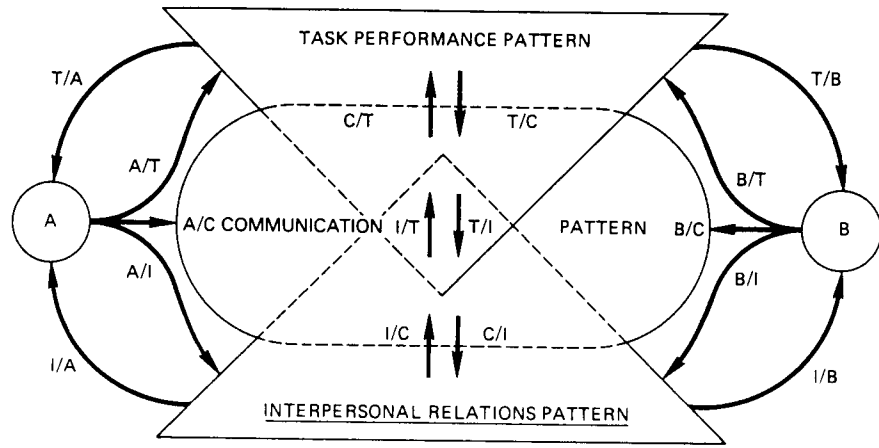 TASK PERFORMANCE PATTERN
T/A
T/B
C/T
T/C
A/T
B/T
A
A/C COMMUNICATION
I/T
T/I
PATTERN
B/C
B
A/I
B/I
I/C
C/I
I/A
I/B
INTERPERSONAL RELATIONS PATTERN